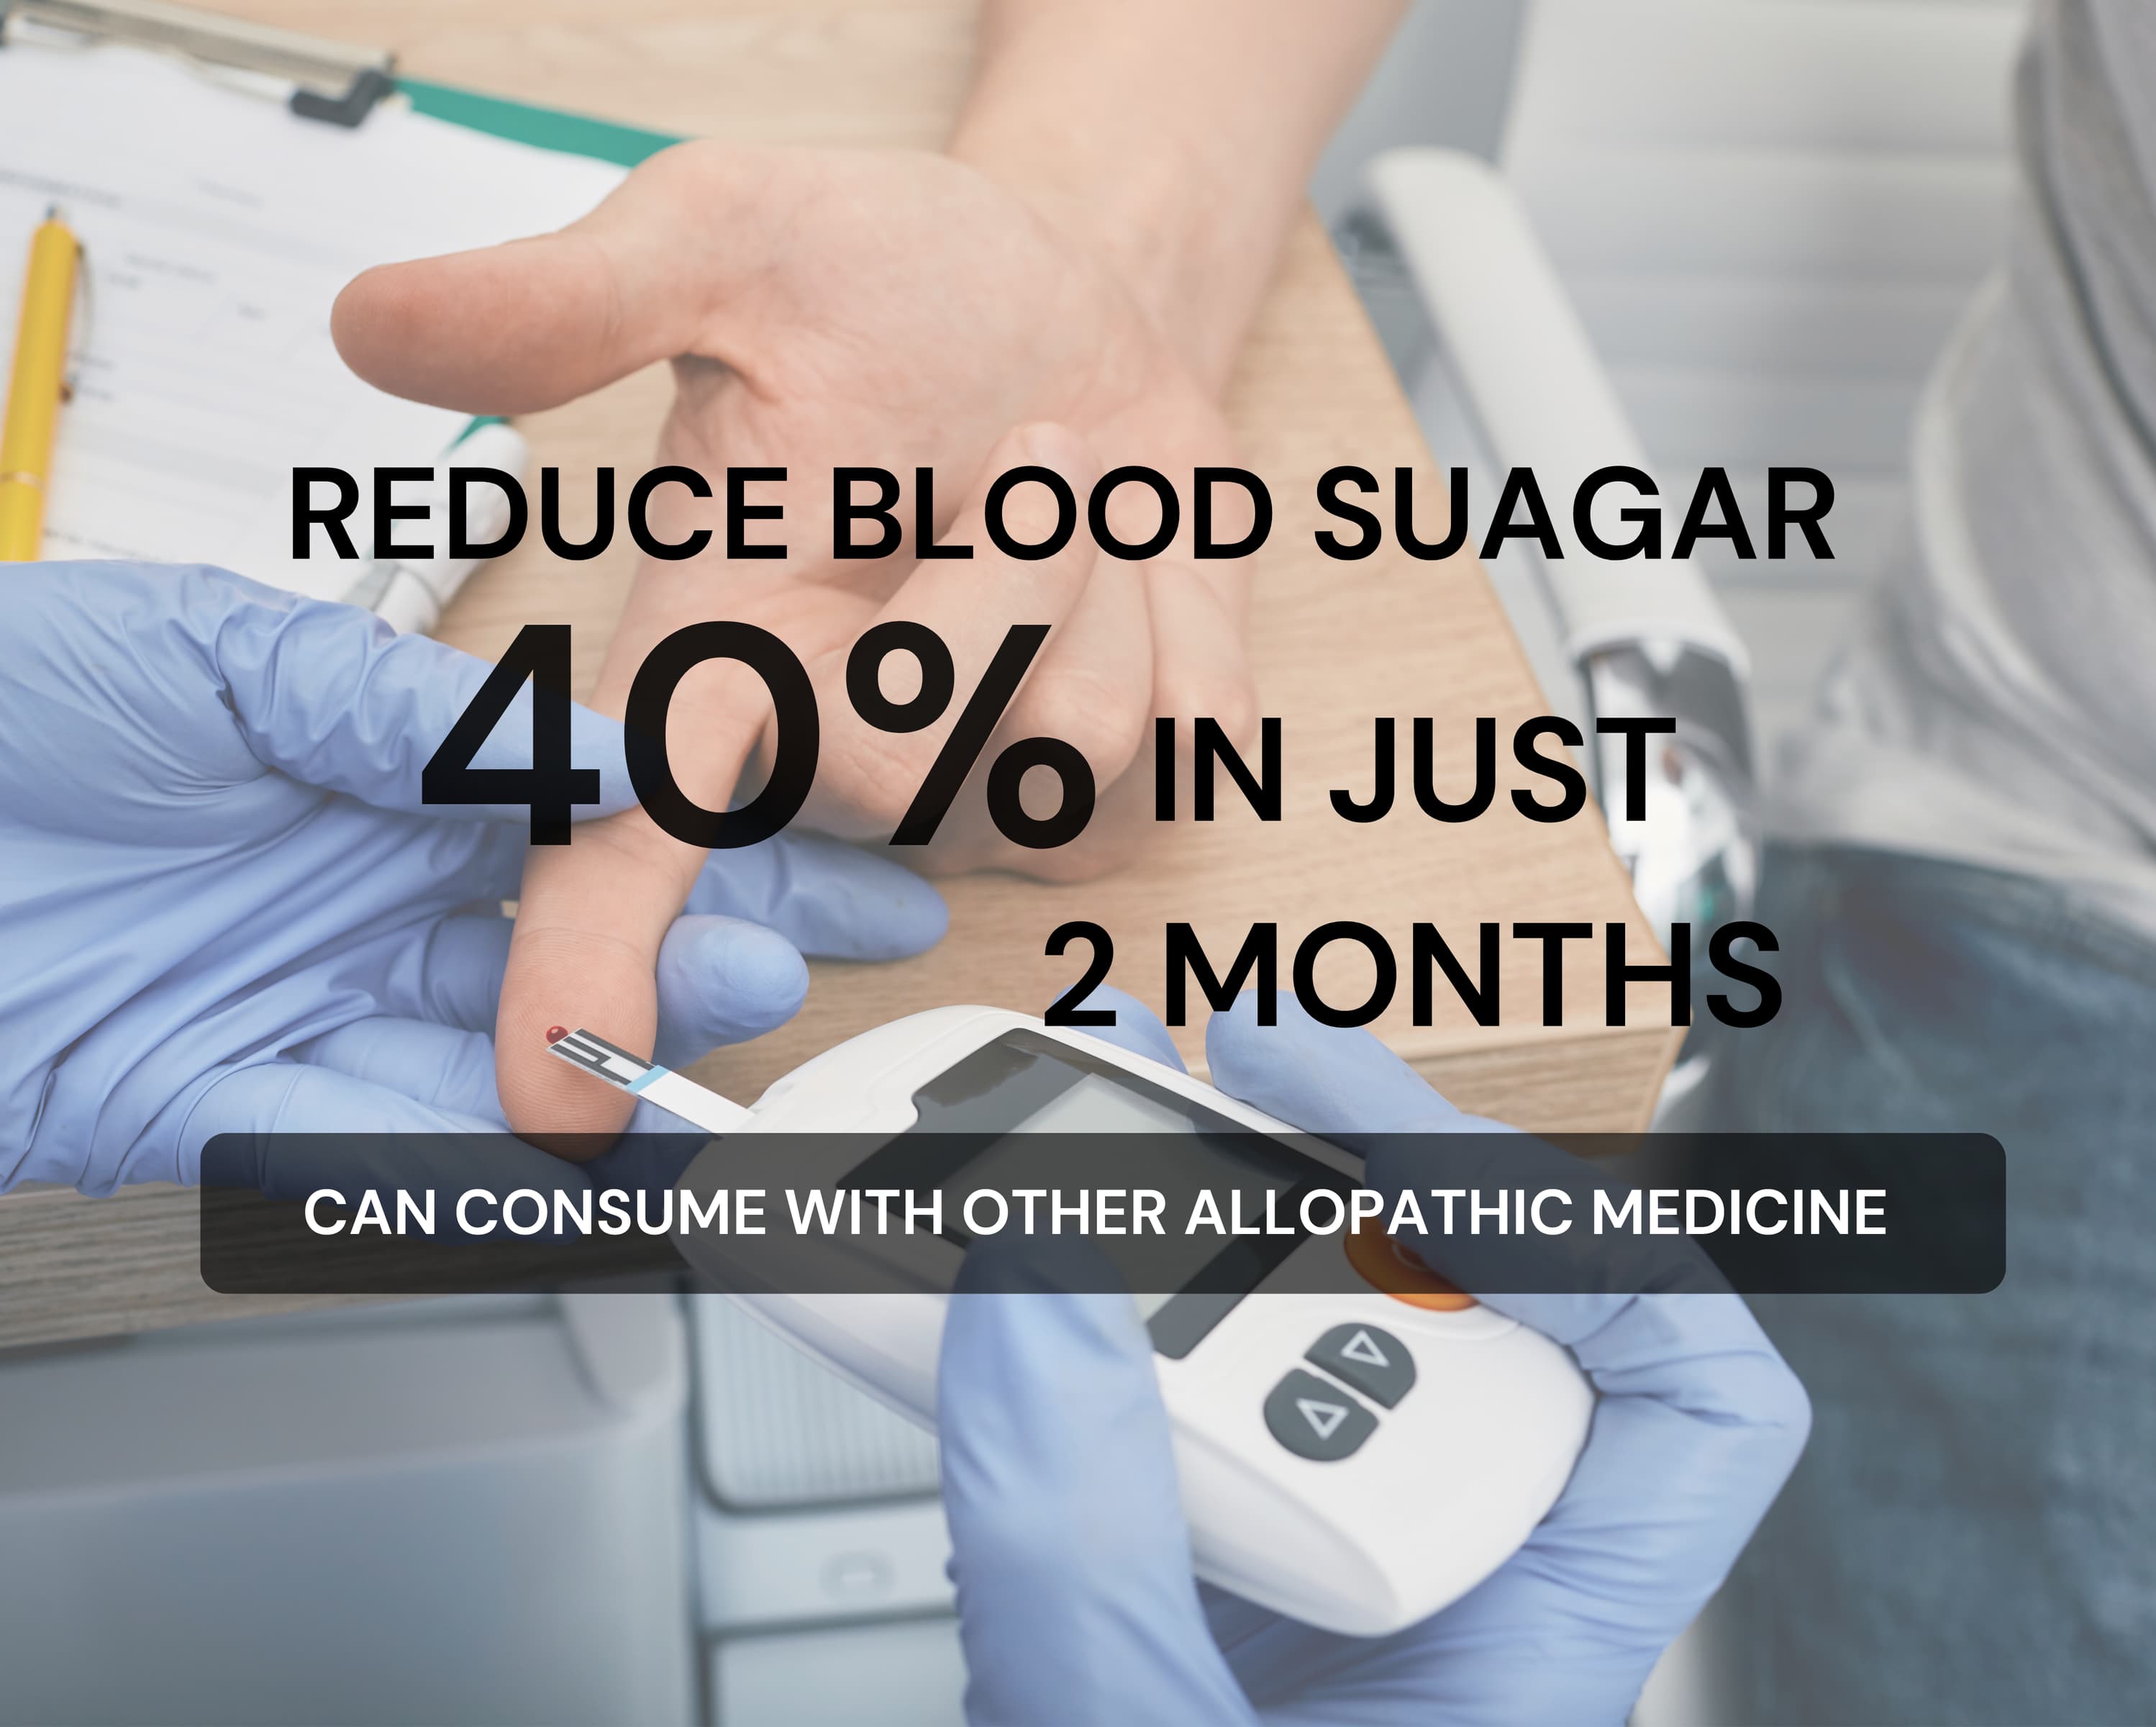 REDUCE BLOOD SUAGAR
40% IN JUST
2 MONTHS
CAN CONSUME WITH OTHER ALLOPATHIC MEDICINE